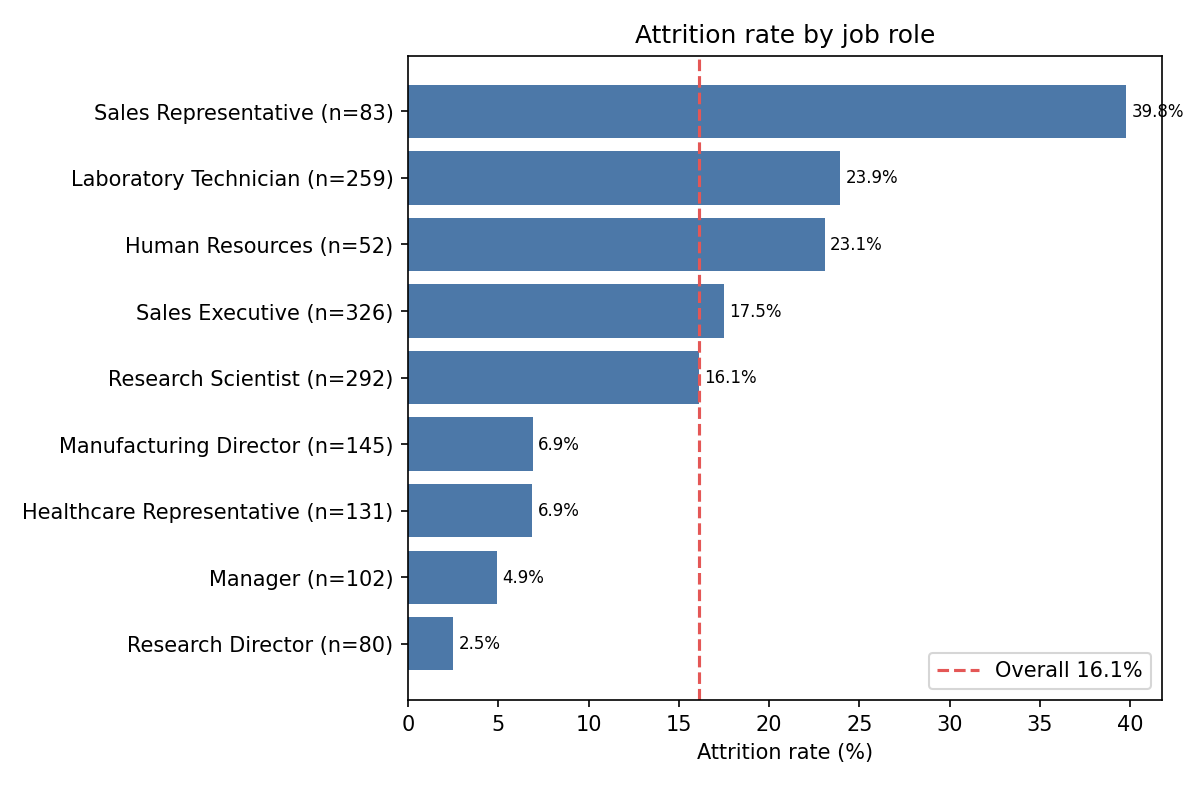 Attrition rate by job role
Sales Representative (n=83) 39.8%
Laboratory Technician (n=259) 23.9%
Human Resources (n=52) 23.1%
Sales Executive (n=326) 17.5%
Research Scientist (n=292) 16.1%
Manufacturing Director (n=145) 6.9%
Healthcare Representative (n=131) 6.9%
Manager (n=102) 4.9%
Research Director (n=80) 2.5%
Overall 16.1%
0 5 10 15 20 25 30 35 40
Attrition rate (%)